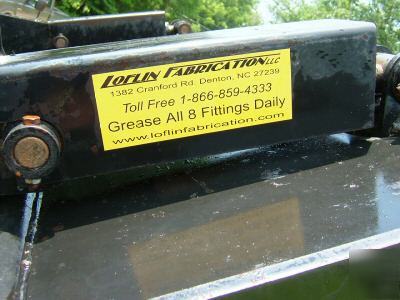 LOFLIN FABRICATION LLC
1382 Cranford Rd. Denton, NC 27239
Toll Free 1-866-859-4333
Grease All 8 Fittings Daily
www.loflinfabrication.com